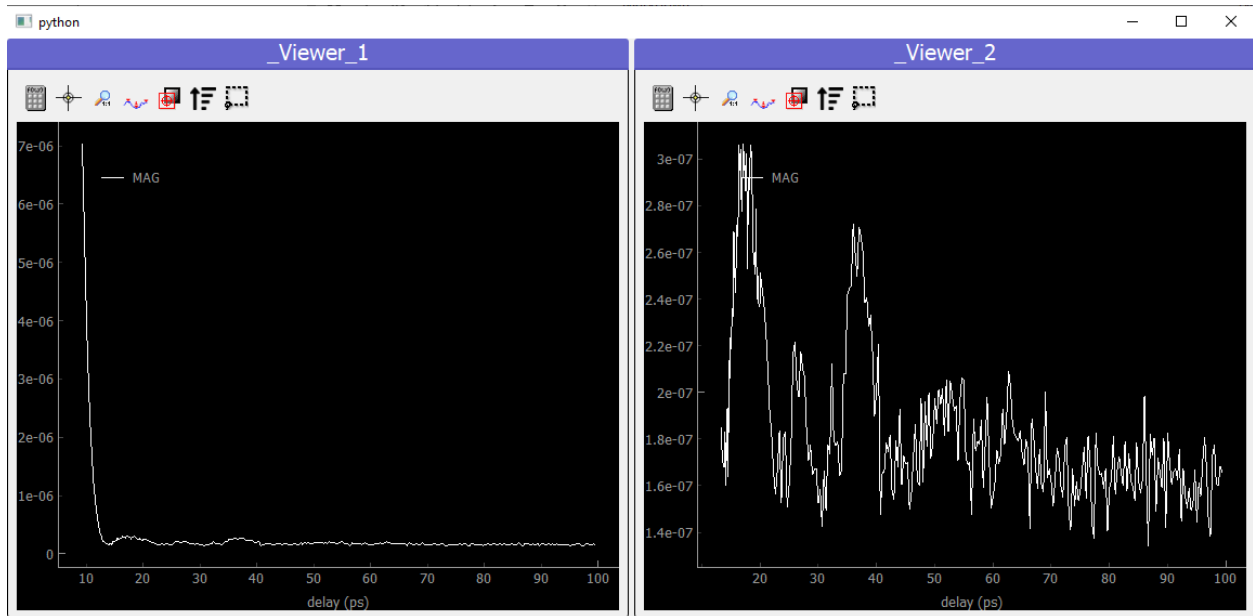 python
_Viewer_1
_Viewer_2
7e-06
6e-06
5e-06
4e-06
3e-06
2e-06
1e-06
0
MAG
10 20 30 40 50 60 70 80 90 100
delay (ps)
3e-07
2.8e-07
2.6e-07
2.4e-07
2.2e-07
2e-07
1.8e-07
1.6e-07
1.4e-07
MAG
20 30 40 50 60 70 80 90 100
delay (ps)